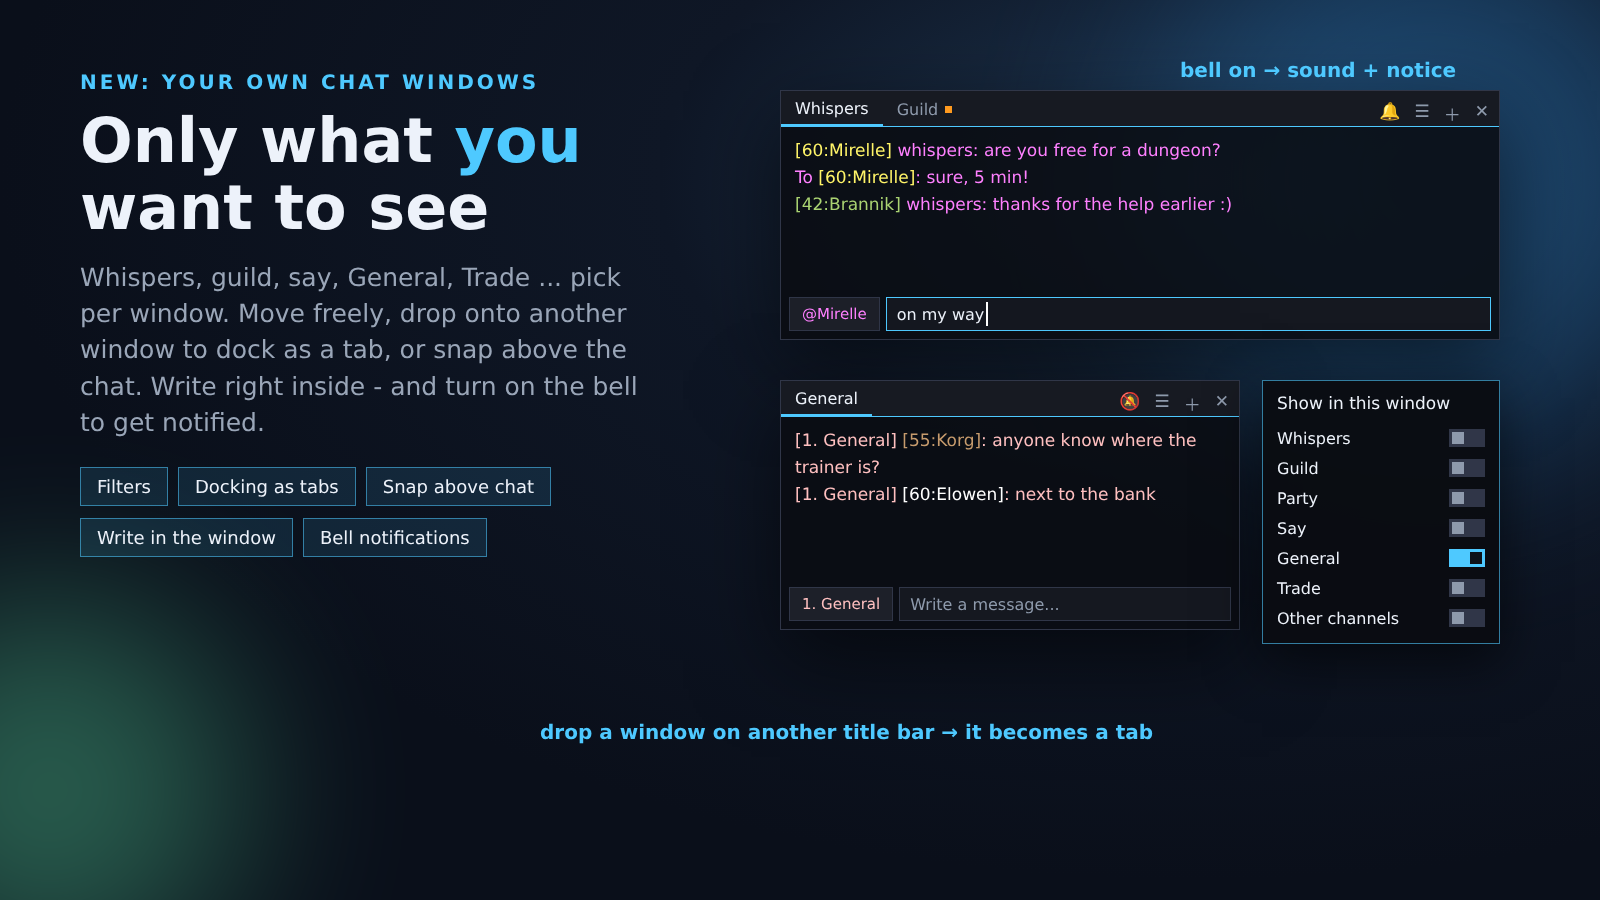 NEW: YOUR OWN CHAT WINDOWS
Only what you
want to see
Whispers, guild, say, General, Trade ... pick
per window. Move freely, drop onto another
window to dock as a tab, or snap above the
chat. Write right inside - and turn on the bell
to get notified.
Filters
Docking as tabs
Snap above chat
Write in the window
Bell notifications
bell on → sound + notice
Whispers
Guild
[60:Mirelle] whispers: are you free for a dungeon?
To [60:Mirelle]: sure, 5 min!
[42:Brannik] whispers: thanks for the help earlier :)
@Mirelle
on my way
General
[1. General] [55:Korg]: anyone know where the
trainer is?
[1. General] [60:Elowen]: next to the bank
1. General
Write a message...
Show in this window
Whispers
Guild
Party
Say
General
Trade
Other channels
drop a window on another title bar → it becomes a tab